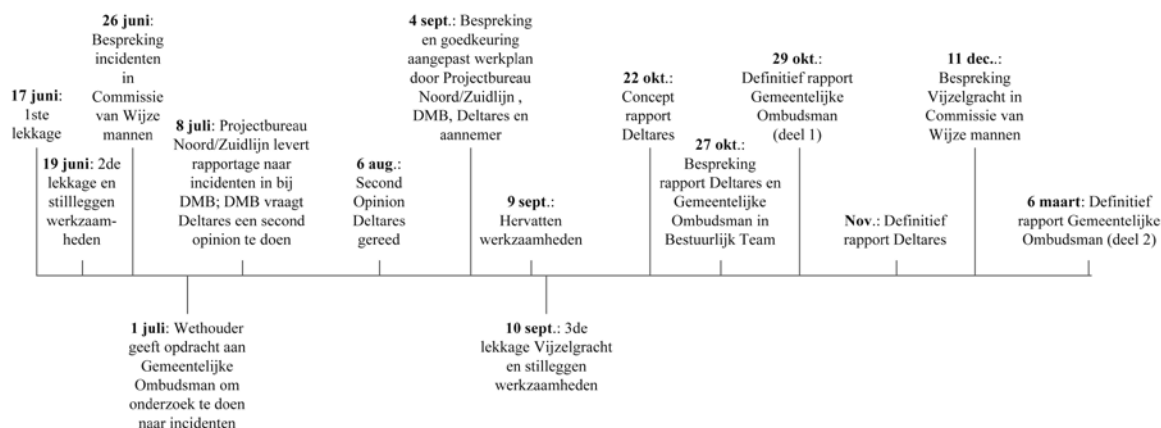 17 juni:
1ste
lekkage
19 juni: 2de
lekkage en
stillleggen
werkzaam-
heden
26 juni:
Bespreking
incidenten
in
Commissie
van Wijze
mannen
1 juli: Wethouder
geeft opdracht aan
Gemeentelijke
Ombudsman om
onderzoek te doen
naar incidenten
8 juli: Projectbureau
Noord/Zuidlijn levert
rapportage naar
incidenten in bij
DMB; DMB vraagt
Deltares een second
opinion te doen
6 aug.:
Second
Opinion
Deltares
gereed
4 sept.: Bespreking
en goedkeuring
aangepast werkplan
door Projectbureau
Noord/Zuidlijn ,
DMB, Deltares en
aannemer
9 sept.:
Hervatten
werkzaamheden
10 sept.: 3de
lekkage Vijzelgracht
en stilleggen
werkzaamheden
22 okt.:
Concept
rapport
Deltares
27 okt.:
Bespreking
rapport Deltares en
Gemeentelijke
Ombudsman in
Bestuurlijk Team
29 okt.:
Definitief rapport
Gemeentelijke
Ombudsman
(deel 1)
Nov.: Definitief
rapport Deltares
11 dec..:
Bespreking
Vijzelgracht in
Commissie van
Wijze mannen
6 maart: Definitief
rapport Gemeentelijke
Ombudsman (deel 2)